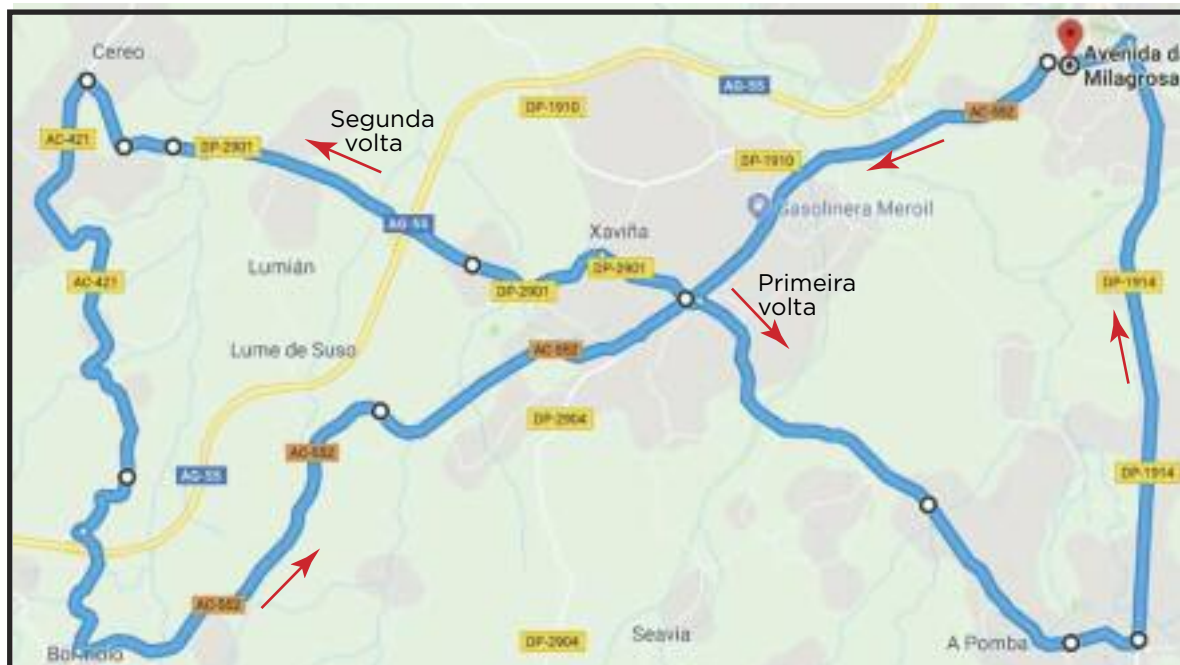 Cereo
AC-421
DP-2901
Segunda
volta
DP-1910
AG-55
AC-552
Avenida da
Milagrosa
DP-1910
Gasolinera Meroil
AG-55
Xaviña
DP-2901
DP-2901
Lumián
AC-421
Primeira
volta
DP-1914
Lume de Suso
AC-552
DP-2904
AC-552
AG-55
DP-1914
AC-552
DP-2904
Seavia
A Pomba